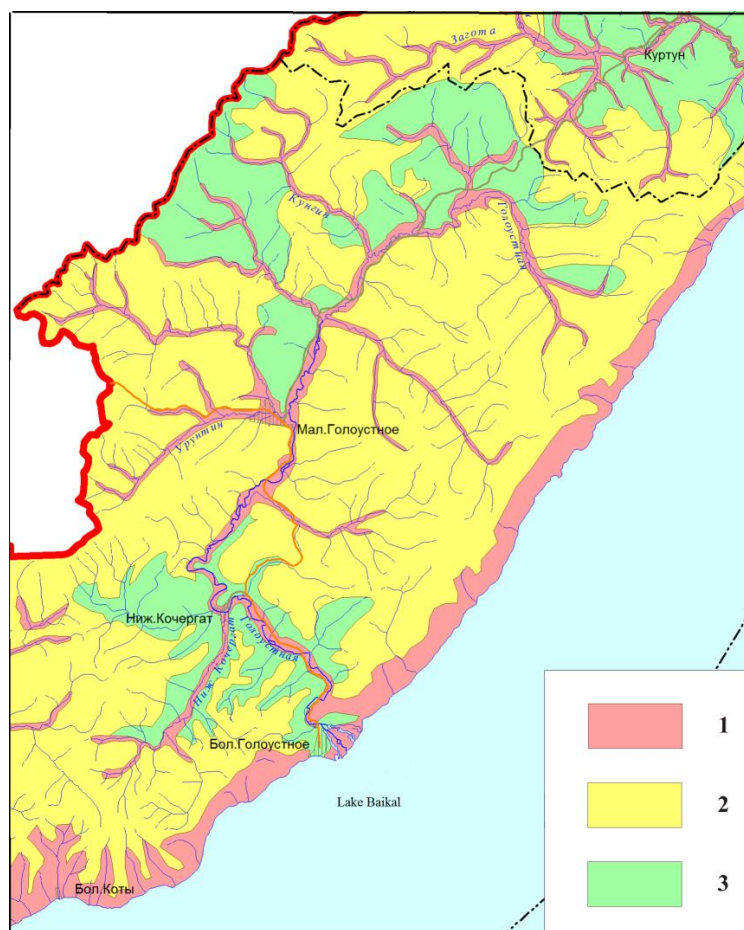 Загота
Куртун
Кунгин
Голоустная
Мал.Голоустное
Урунтин
Ниж.Кочергат
Голоустная
Ниж Кочергат
Бол.Голоустное
Lake Baikal
Бол.Коты
1
2
3